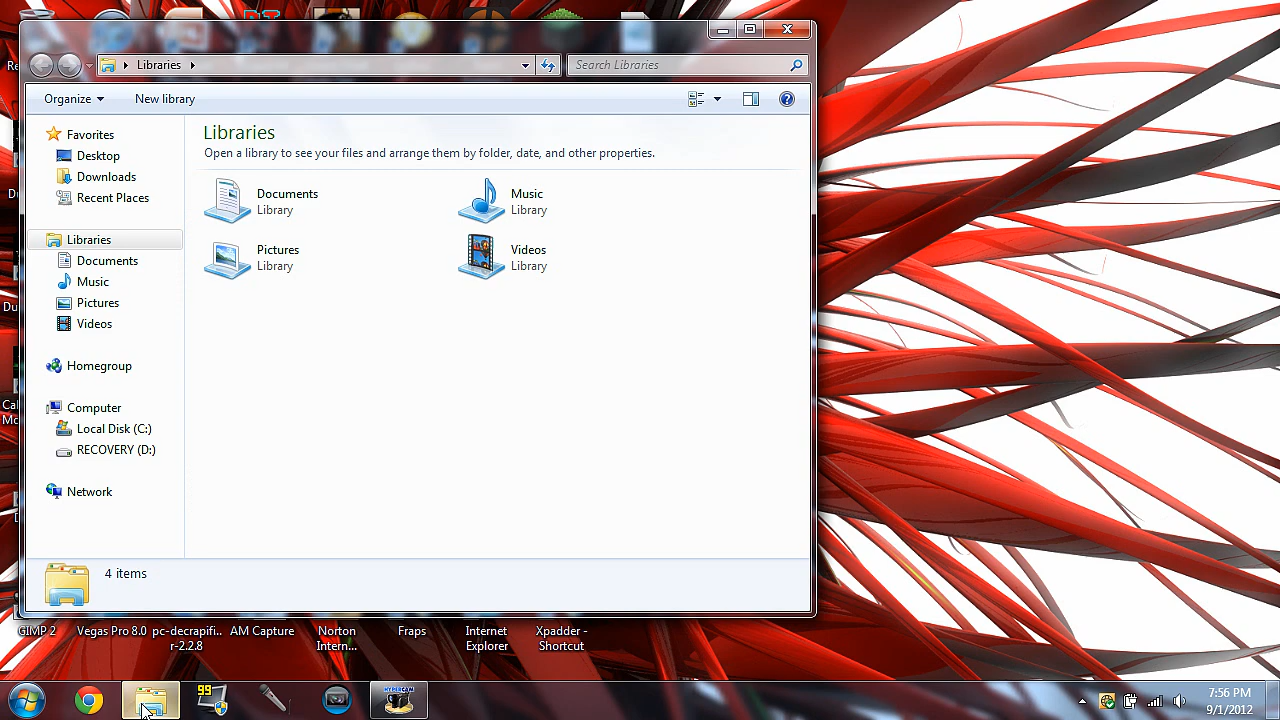 Libraries
Search Libraries
Organize
New library
Favorites
Desktop
Downloads
Recent Places
Libraries
Documents
Music
Pictures
Videos
Homegroup
Computer
Local Disk (C:)
RECOVERY (D:)
Network
Libraries
Open a library to see your files and arrange them by folder, date, and other properties.
Documents
Library
Music
Library
Pictures
Library
Videos
Library
4 items
GIMP 2
Vegas Pro 8.0
pc-decrapifi...
r-2.2.8
AM Capture
Norton
Intern...
Fraps
Internet
Explorer
Xpadder -
Shortcut
99
HYPERCAM
7:56 PM
9/1/2012